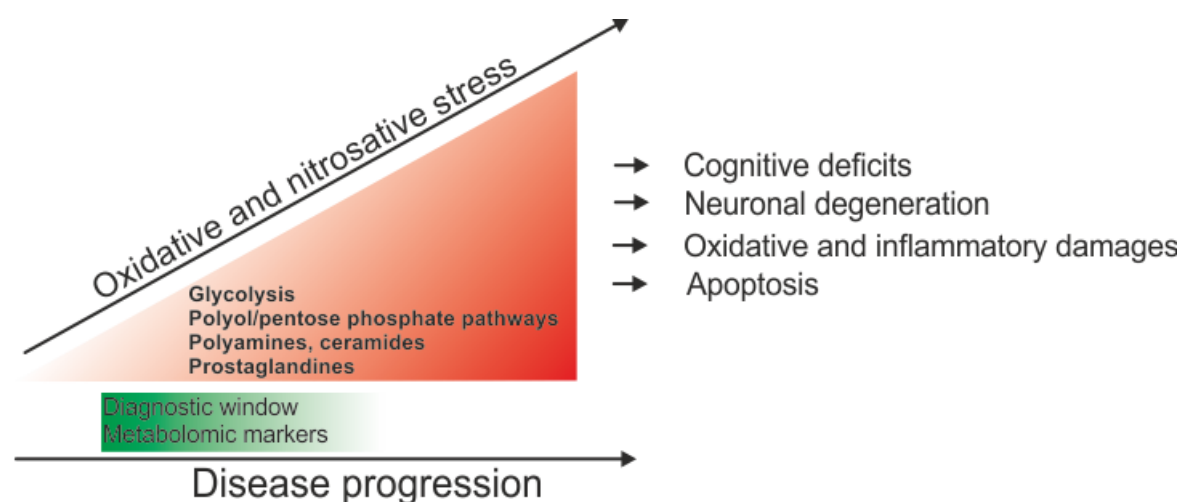 Oxidative and nitrosative stress
Glycolysis
Polyol/pentose phosphate pathways
Polyamines, ceramides
Prostaglandines
Diagnostic window
Metabolomic markers
Disease progression
Cognitive deficits
Neuronal degeneration
Oxidative and inflammatory damages
Apoptosis